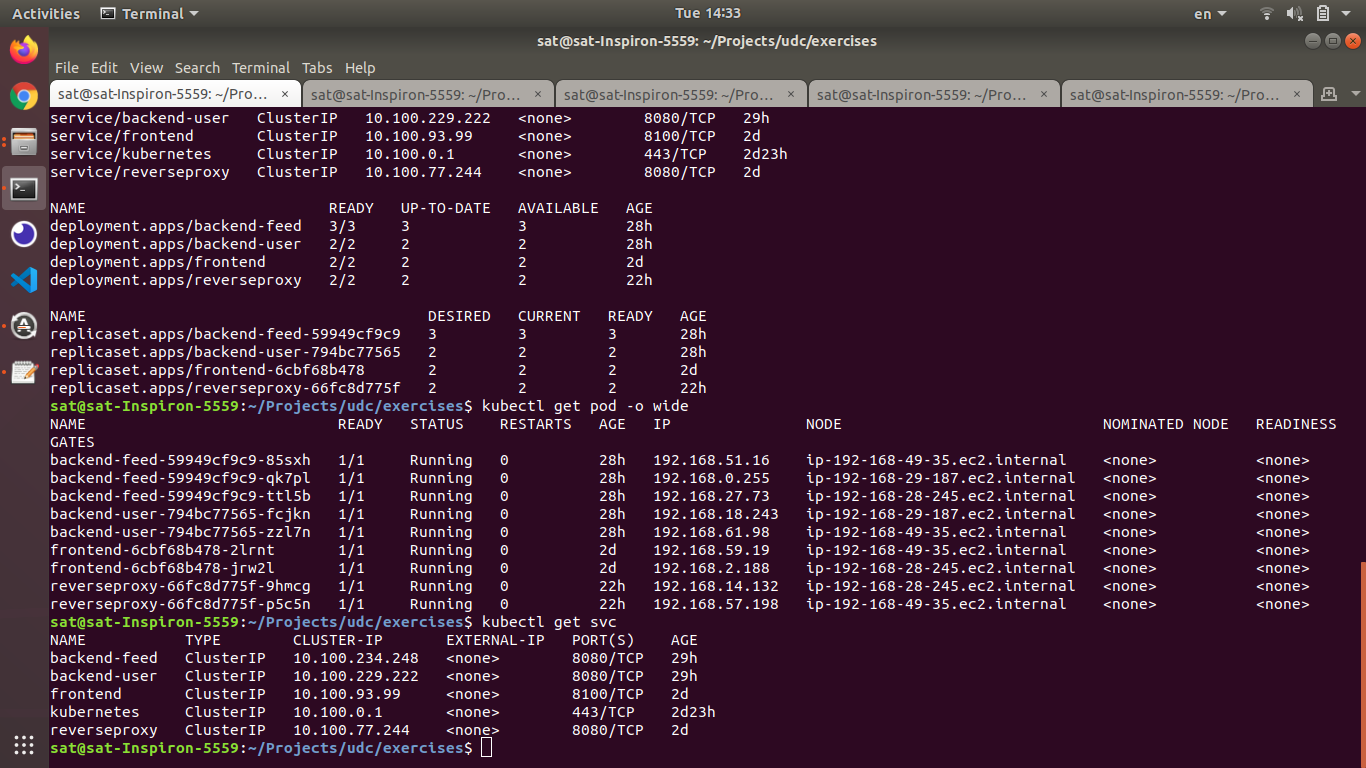 Activities Terminal Tue 14:33 en
sat@sat-Inspiron-5559: ~/Projects/udc/exercises
File Edit View Search Terminal Tabs Help
sat@sat-Inspiron-5559: ~/Pro... × sat@sat-Inspiron-5559: ~/Pro... × sat@sat-Inspiron-5559: ~/Pro... × sat@sat-Inspiron-5559: ~/Pro... × sat@sat-Inspiron-5559: ~/Pro... ×
service/backend-user   ClusterIP   10.100.229.222   <none>        8080/TCP   29h
service/frontend       ClusterIP   10.100.93.99     <none>        8100/TCP   2d
service/kubernetes     ClusterIP   10.100.0.1       <none>        443/TCP    2d23h
service/reverseproxy   ClusterIP   10.100.77.244    <none>        8080/TCP   2d
NAME                           READY   UP-TO-DATE   AVAILABLE   AGE
deployment.apps/backend-feed   3/3     3            3           28h
deployment.apps/backend-user   2/2     2            2           28h
deployment.apps/frontend       2/2     2            2           2d
deployment.apps/reverseproxy   2/2     2            2           22h
NAME                                      DESIRED   CURRENT   READY   AGE
replicaset.apps/backend-feed-59949cf9c9   3         3         3       28h
replicaset.apps/backend-user-794bc77565   2         2         2       28h
replicaset.apps/frontend-6cbf68b478       2         2         2       2d
replicaset.apps/reverseproxy-66fc8d775f   2         2         2       22h
sat@sat-Inspiron-5559:~/Projects/udc/exercises$ kubectl get pod -o wide
NAME                            READY   STATUS    RESTARTS   AGE   IP               NODE                             NOMINATED NODE   READINESS
GATES
backend-feed-59949cf9c9-85sxh   1/1     Running   0          28h   192.168.51.16    ip-192-168-49-35.ec2.internal    <none>           <none>
backend-feed-59949cf9c9-qk7pl   1/1     Running   0          28h   192.168.0.255    ip-192-168-29-187.ec2.internal   <none>           <none>
backend-feed-59949cf9c9-ttl5b   1/1     Running   0          28h   192.168.27.73    ip-192-168-28-245.ec2.internal   <none>           <none>
backend-user-794bc77565-fcjkn   1/1     Running   0          28h   192.168.18.243   ip-192-168-29-187.ec2.internal   <none>           <none>
backend-user-794bc77565-zzl7n   1/1     Running   0          28h   192.168.61.98    ip-192-168-49-35.ec2.internal    <none>           <none>
frontend-6cbf68b478-2lrnt       1/1     Running   0          2d    192.168.59.19    ip-192-168-49-35.ec2.internal    <none>           <none>
frontend-6cbf68b478-jrw2l       1/1     Running   0          2d    192.168.2.188    ip-192-168-28-245.ec2.internal   <none>           <none>
reverseproxy-66fc8d775f-9hmcg   1/1     Running   0          22h   192.168.14.132   ip-192-168-28-245.ec2.internal   <none>           <none>
reverseproxy-66fc8d775f-p5c5n   1/1     Running   0          22h   192.168.57.198   ip-192-168-49-35.ec2.internal    <none>           <none>
sat@sat-Inspiron-5559:~/Projects/udc/exercises$ kubectl get svc
NAME           TYPE        CLUSTER-IP       EXTERNAL-IP   PORT(S)    AGE
backend-feed   ClusterIP   10.100.234.248   <none>        8080/TCP   29h
backend-user   ClusterIP   10.100.229.222   <none>        8080/TCP   29h
frontend       ClusterIP   10.100.93.99     <none>        8100/TCP   2d
kubernetes     ClusterIP   10.100.0.1       <none>        443/TCP    2d23h
reverseproxy   ClusterIP   10.100.77.244    <none>        8080/TCP   2d
sat@sat-Inspiron-5559:~/Projects/udc/exercises$